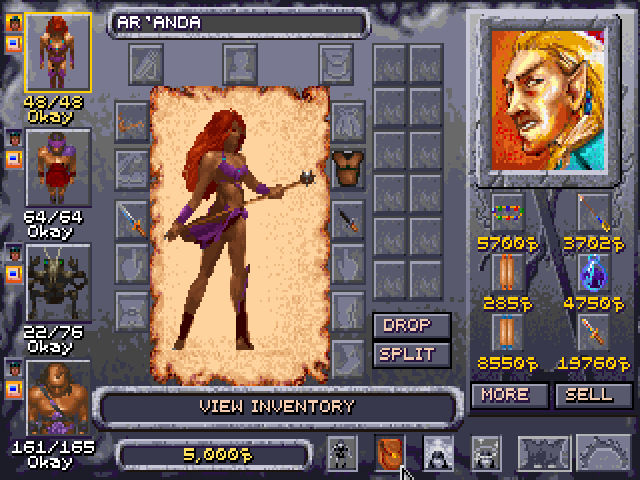 AR'ANDA
48/48
Okay
64/64
Okay
22/76
Okay
161/165
Okay
DROP
SPLIT
VIEW INVENTORY
5,000
5700 3702
285 4750
8550 19760
MORE SELL